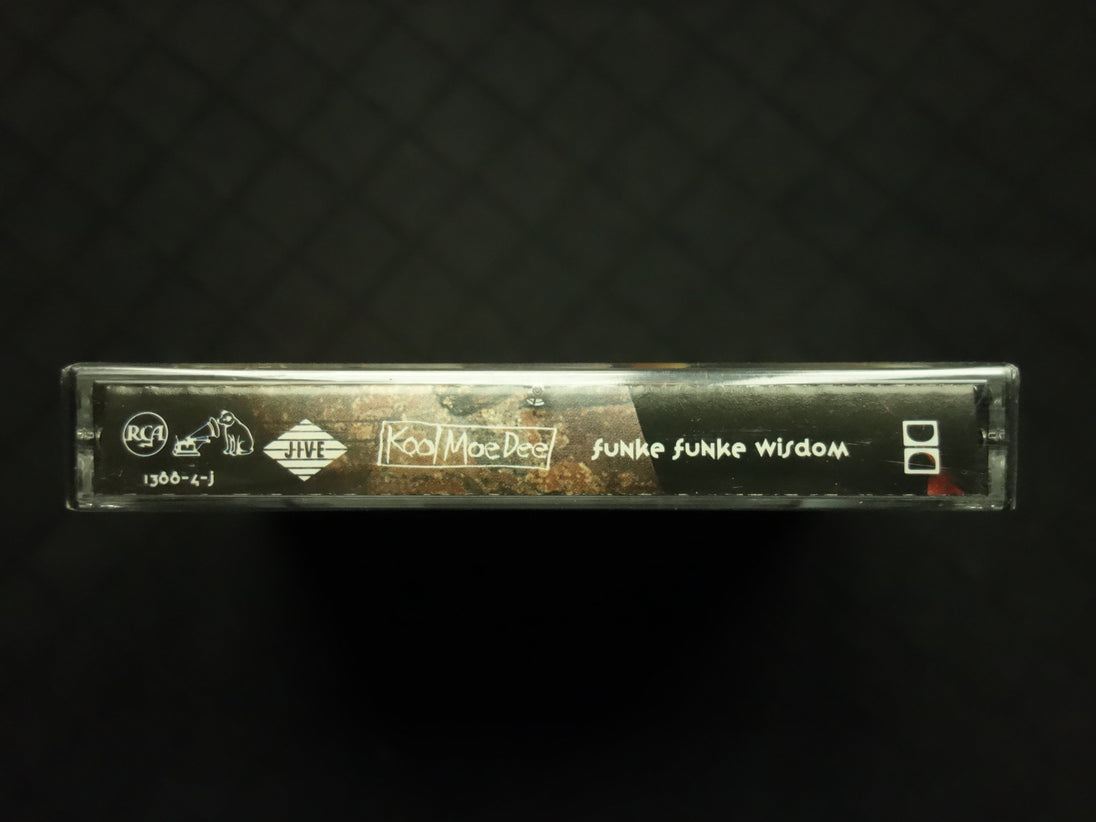 RCA
1388-4-J
JIVE
Kool Moe Dee
funke funke wisdom